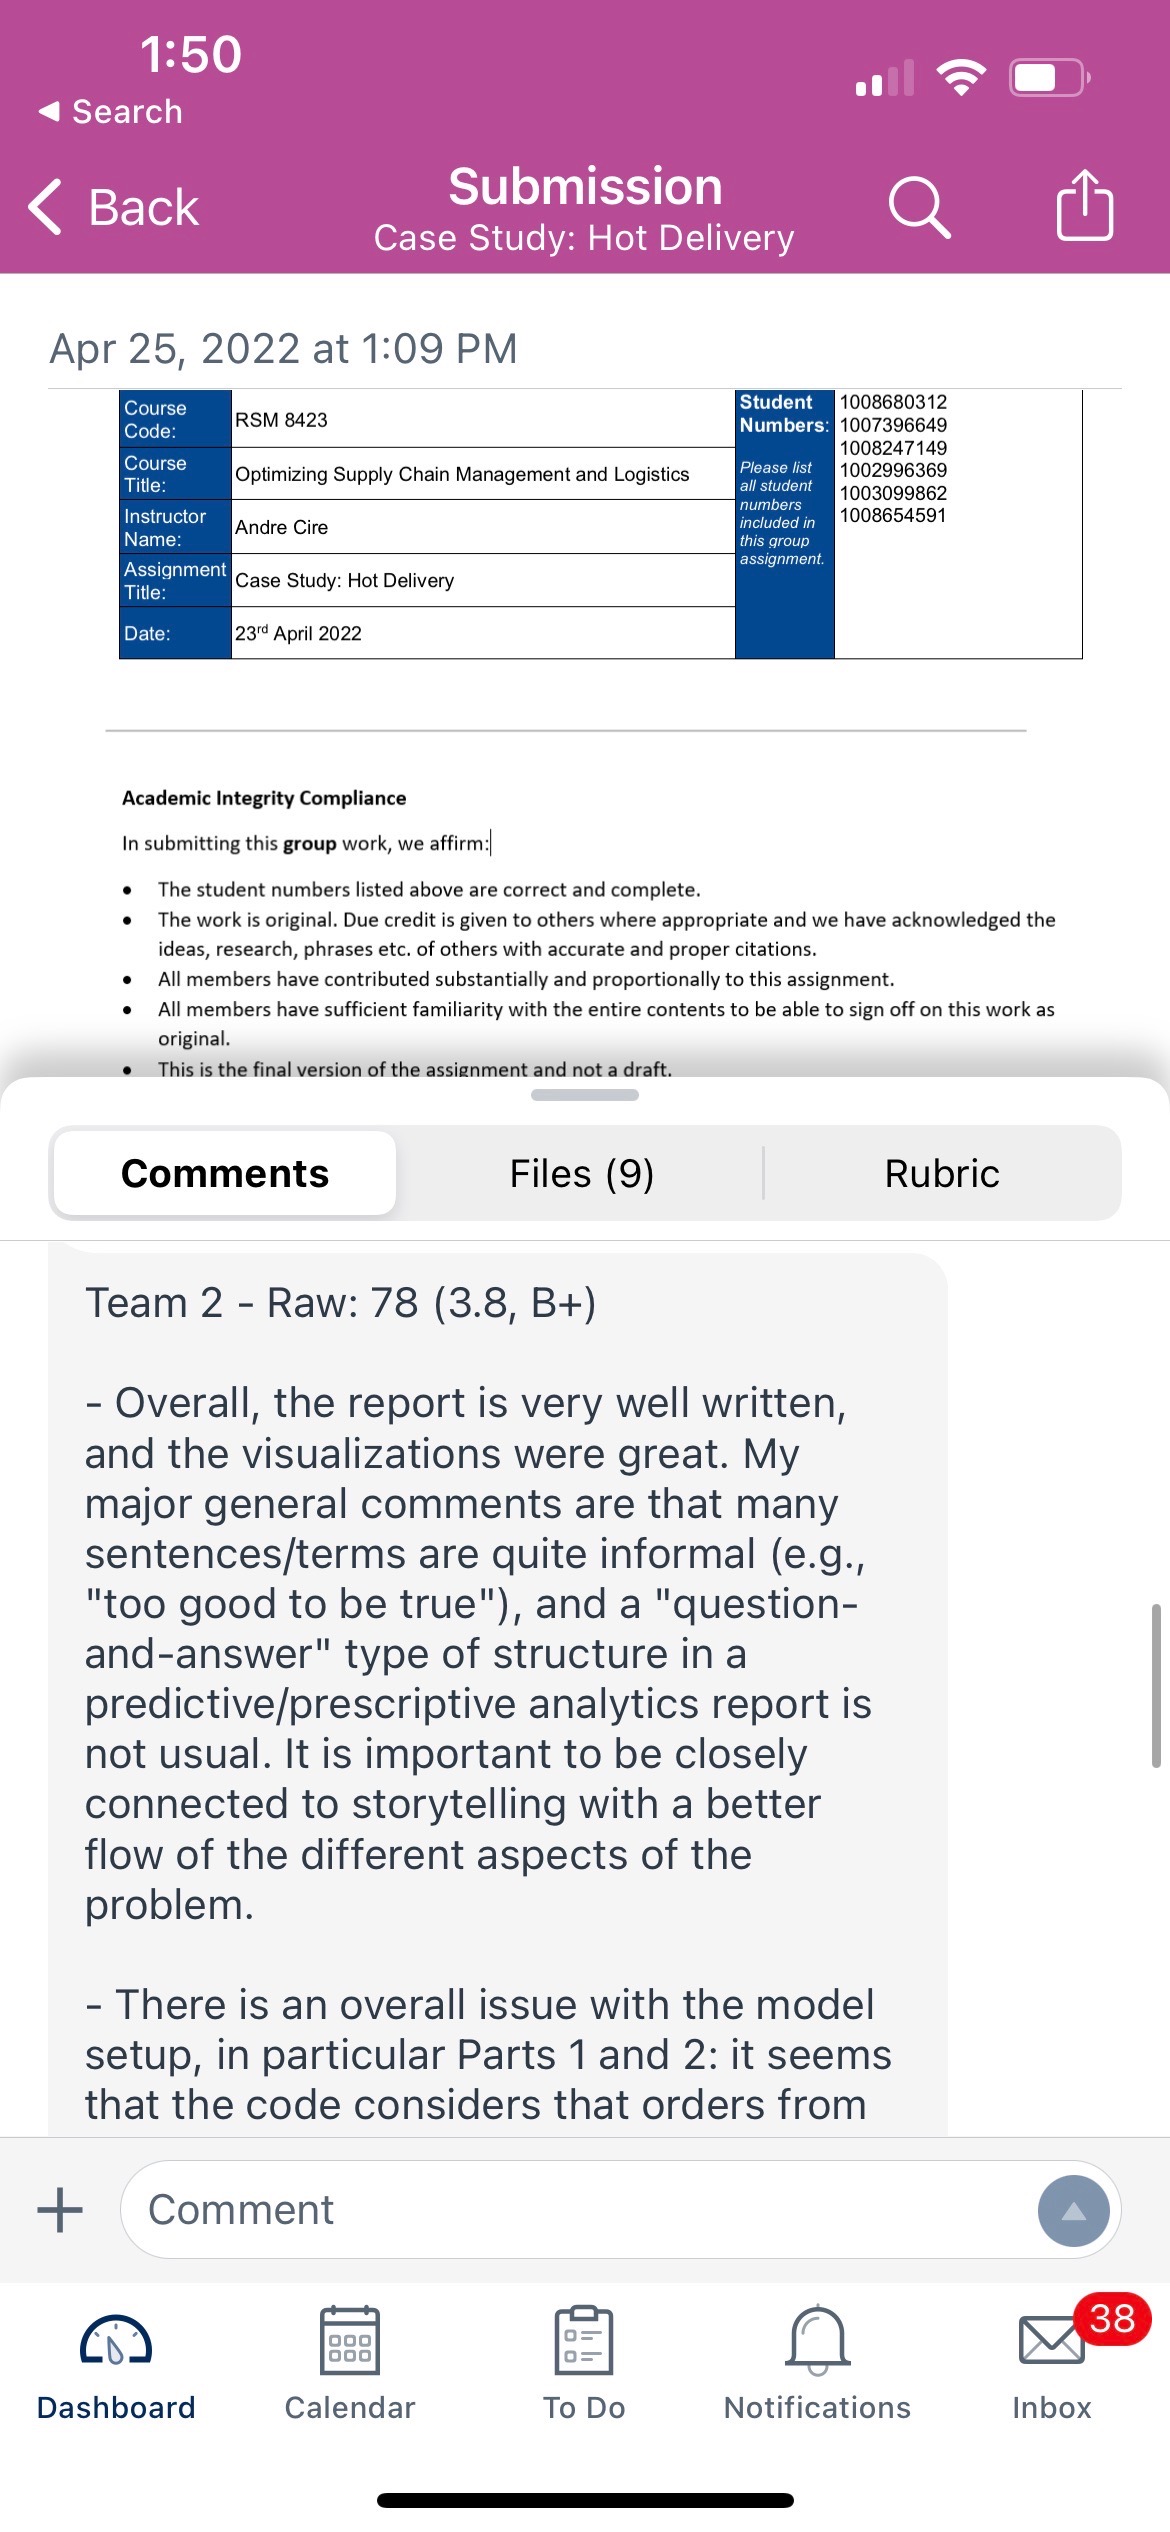 1:50
Search
Back
Submission
Case Study: Hot Delivery
Apr 25, 2022 at 1:09 PM
Course Code:
RSM 8423
Course Title:
Optimizing Supply Chain Management and Logistics
Instructor Name:
Andre Cire
Assignment Title:
Case Study: Hot Delivery
Date:
23rd April 2022
Student
Numbers:
Please list
all student
numbers
included in
this group
assignment.
1008680312
1007396649
1008247149
1002996369
1003099862
1008654591
Academic Integrity Compliance
In submitting this group work, we affirm:
• The student numbers listed above are correct and complete.
• The work is original. Due credit is given to others where appropriate and we have acknowledged the
ideas, research, phrases etc. of others with accurate and proper citations.
• All members have contributed substantially and proportionally to this assignment.
• All members have sufficient familiarity with the entire contents to be able to sign off on this work as
original.
• This is the final version of the assignment and not a draft.
Comments
Files (9)
Rubric
Team 2 - Raw: 78 (3.8, B+)
- Overall, the report is very well written,
and the visualizations were great. My
major general comments are that many
sentences/terms are quite informal (e.g.,
"too good to be true"), and a "question-
and-answer" type of structure in a
predictive/prescriptive analytics report is
not usual. It is important to be closely
connected to storytelling with a better
flow of the different aspects of the
problem.
- There is an overall issue with the model
setup, in particular Parts 1 and 2: it seems
that the code considers that orders from
Comment
38
Dashboard
Calendar
To Do
Notifications
Inbox